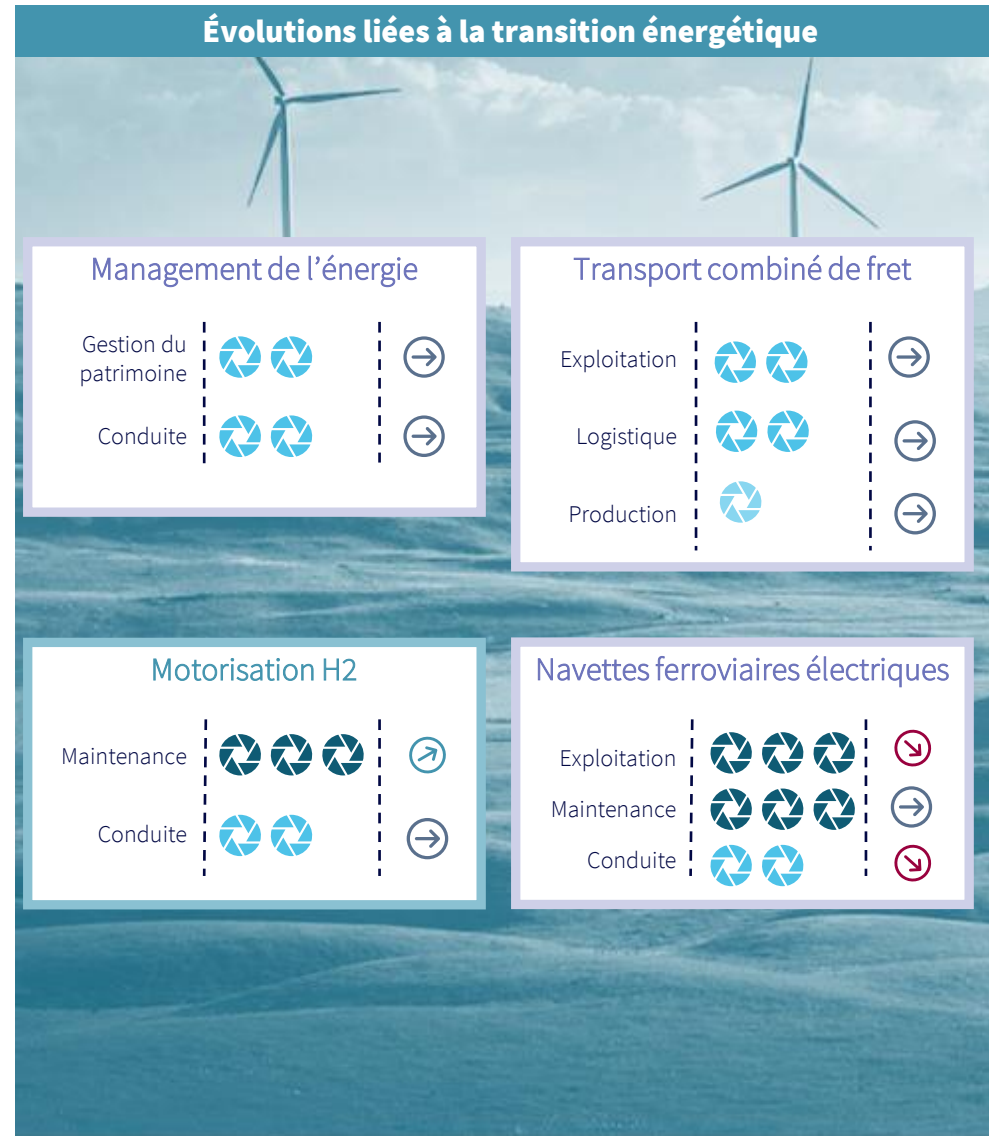 Évolutions liées à la transition énergétique
Management de l’énergie
Gestion du
patrimoine
Conduite
Transport combiné de fret
Exploitation
Logistique
Production
Motorisation H2
Maintenance
Conduite
Navettes ferroviaires électriques
Exploitation
Maintenance
Conduite